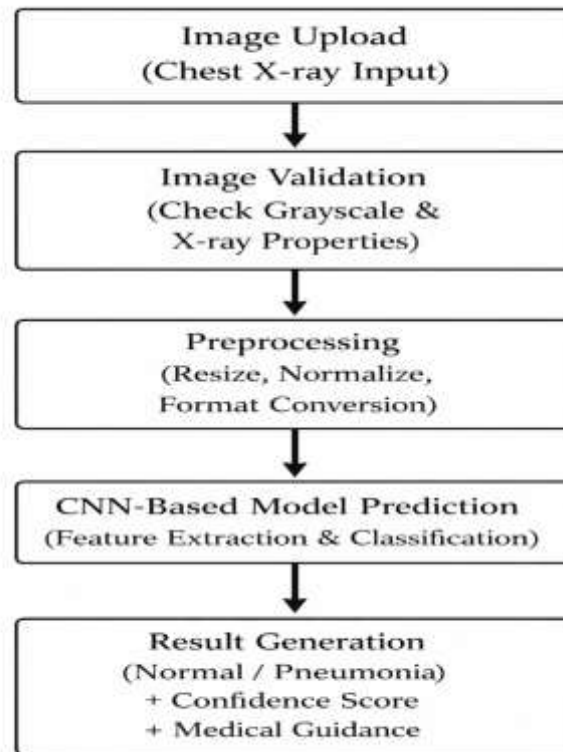 Image Upload
(Chest X-ray Input)
Image Validation
(Check Grayscale &
X-ray Properties)
Preprocessing
(Resize, Normalize,
Format Conversion)
CNN-Based Model Prediction
(Feature Extraction & Classification)
Result Generation
(Normal / Pneumonia)
+ Confidence Score
+ Medical Guidance